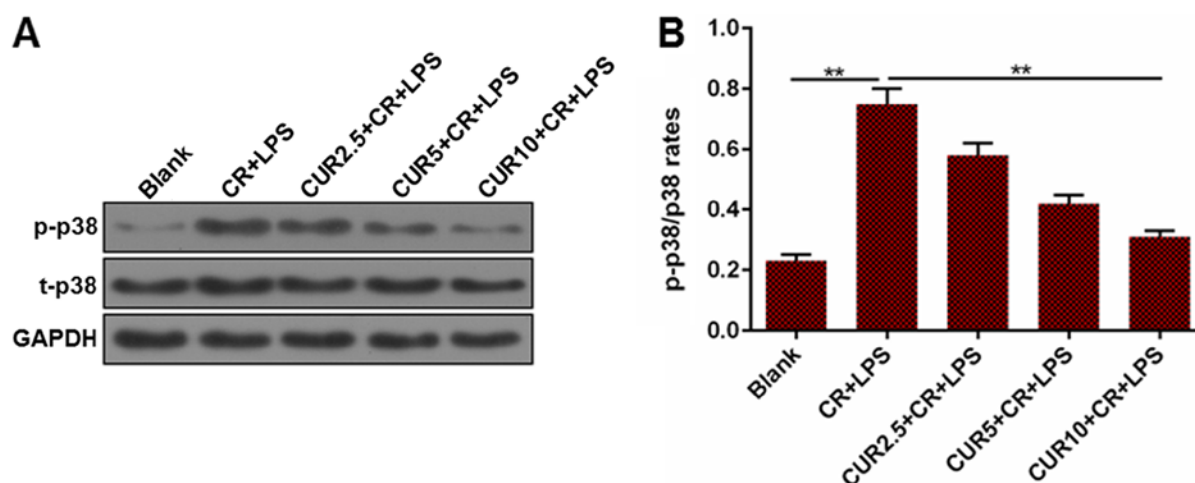 A
Blank
CR+LPS
CUR2.5+CR+LPS
CUR5+CR+LPS
CUR10+CR+LPS
p-p38
t-p38
GAPDH
B
p-p38/p38 rates
1.0
0.8
0.6
0.4
0.2
0.0
**
**
Blank
CR+LPS
CUR2.5+CR+LPS
CUR5+CR+LPS
CUR10+CR+LPS